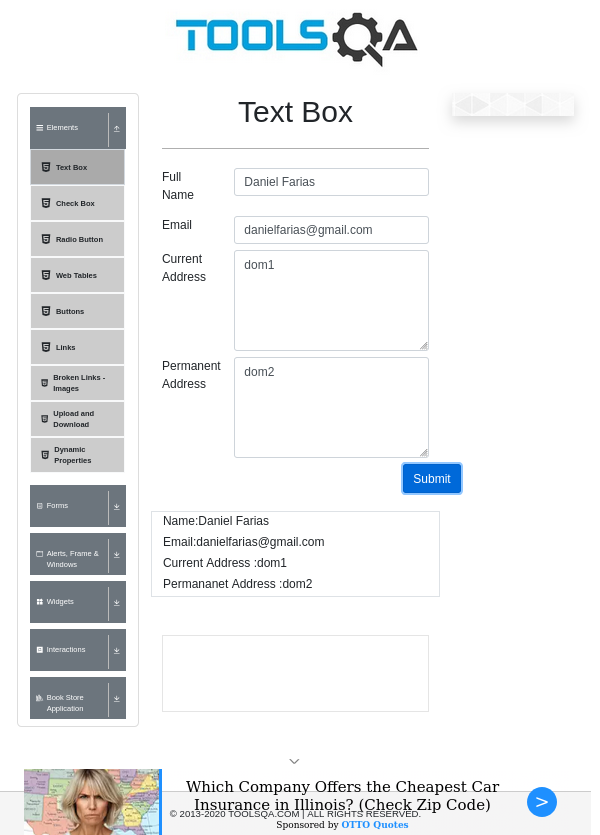 TOOLSQA
Elements
Text Box
Check Box
Radio Button
Web Tables
Buttons
Links
Broken Links -
Images
Upload and
Download
Dynamic
Properties
Forms
Alerts, Frame &
Windows
Widgets
Interactions
Book Store
Application
Text Box
Full
Name
Daniel Farias
Email
danielfarias@gmail.com
Current
Address
dom1
Permanent
Address
dom2
Submit
Name:Daniel Farias
Email:danielfarias@gmail.com
Current Address :dom1
Permananet Address :dom2
Which Company Offers the Cheapest Car
Insurance in Illinois? (Check Zip Code)
© 2013-2020 TOOLSQA.COM | ALL RIGHTS RESERVED.
Sponsored by OTTO Quotes